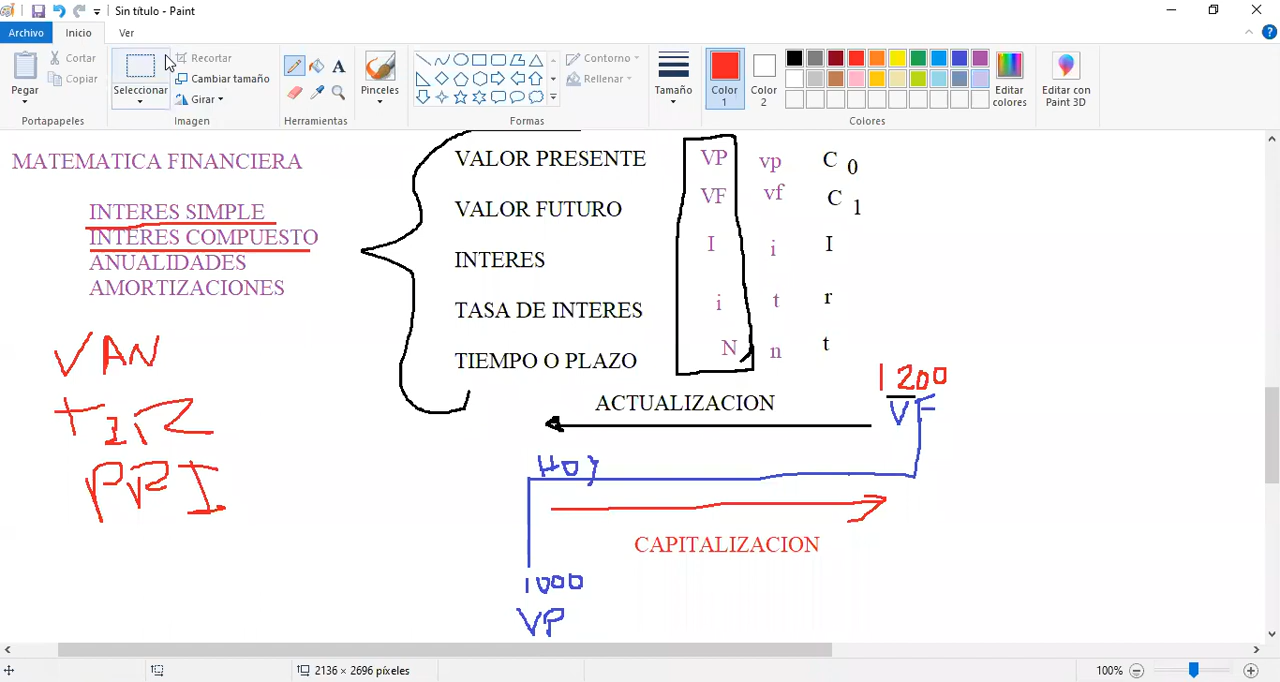 Sin título - Paint
Archivo Inicio Ver
Pegar
Cortar
Copiar
Portapapeles
Seleccionar
Recortar
Cambiar tamaño
Girar
Imagen
A
Herramientas
Pinceles
Contorno
Rellenar
Formas
Tamaño
Color
1
Color
2
Editar
colores
Colores
Editar con
Paint 3D
MATEMATICA FINANCIERA
INTERES SIMPLE
INTERES COMPUESTO
ANUALIDADES
AMORTIZACIONES
VALOR PRESENTE VP vp C 0
VALOR FUTURO VF vf C 1
INTERES I i I
TASA DE INTERES i t r
TIEMPO O PLAZO N n t
VAN
TIR
PRI
1200
VF
ACTUALIZACION
HOY
CAPITALIZACION
1000
VP
2136 × 2696 píxeles
100%